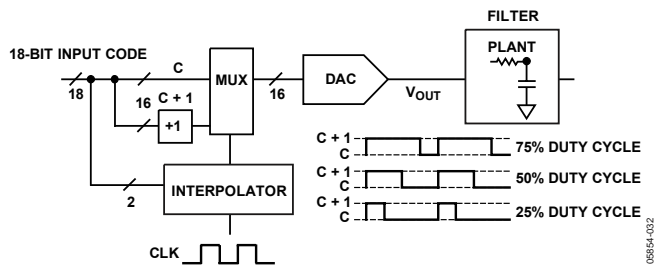 FILTER
PLANT
18-BIT INPUT CODE
C
MUX
DAC
18
16
C + 1
16
VOUT
+1
C + 1
C
75% DUTY CYCLE
INTERPOLATOR
2
C + 1
C
50% DUTY CYCLE
C + 1
C
25% DUTY CYCLE
CLK
05854-032